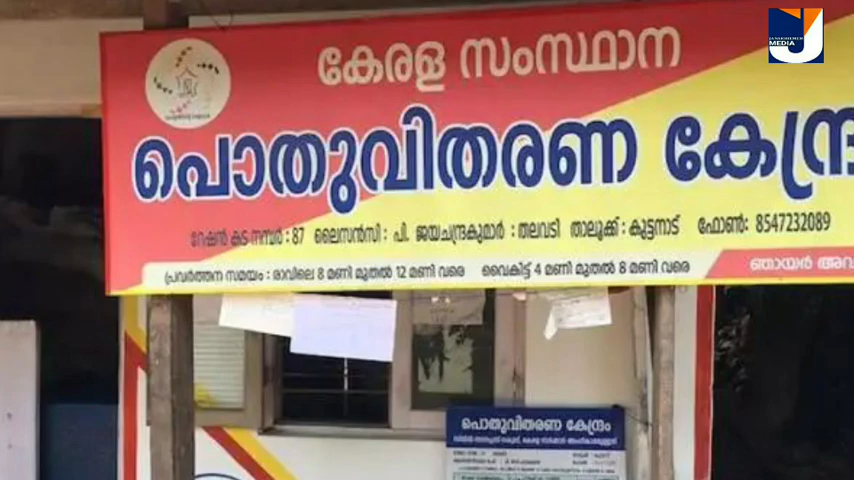 J
MEDIA
കേരള സംസ്ഥാന
പൊതുവിതരണ കേന്ദ്ര
റേഷൻ കട നമ്പർ : 87 ലൈസൻസി : പി. ജയചന്ദ്രകുമാർ : തലവടി താലൂക്ക് : കുട്ടനാട് ഫോൺ: 8547232089
പ്രവർത്തന സമയം : രാവിലെ 8 മണി മുതൽ 12 മണി വരെ വൈകിട്ട് 4 മണി മുതൽ 8 മണി വരെ ഞായർ അവ
പൊതുവിതരണ കേന്ദ്രം